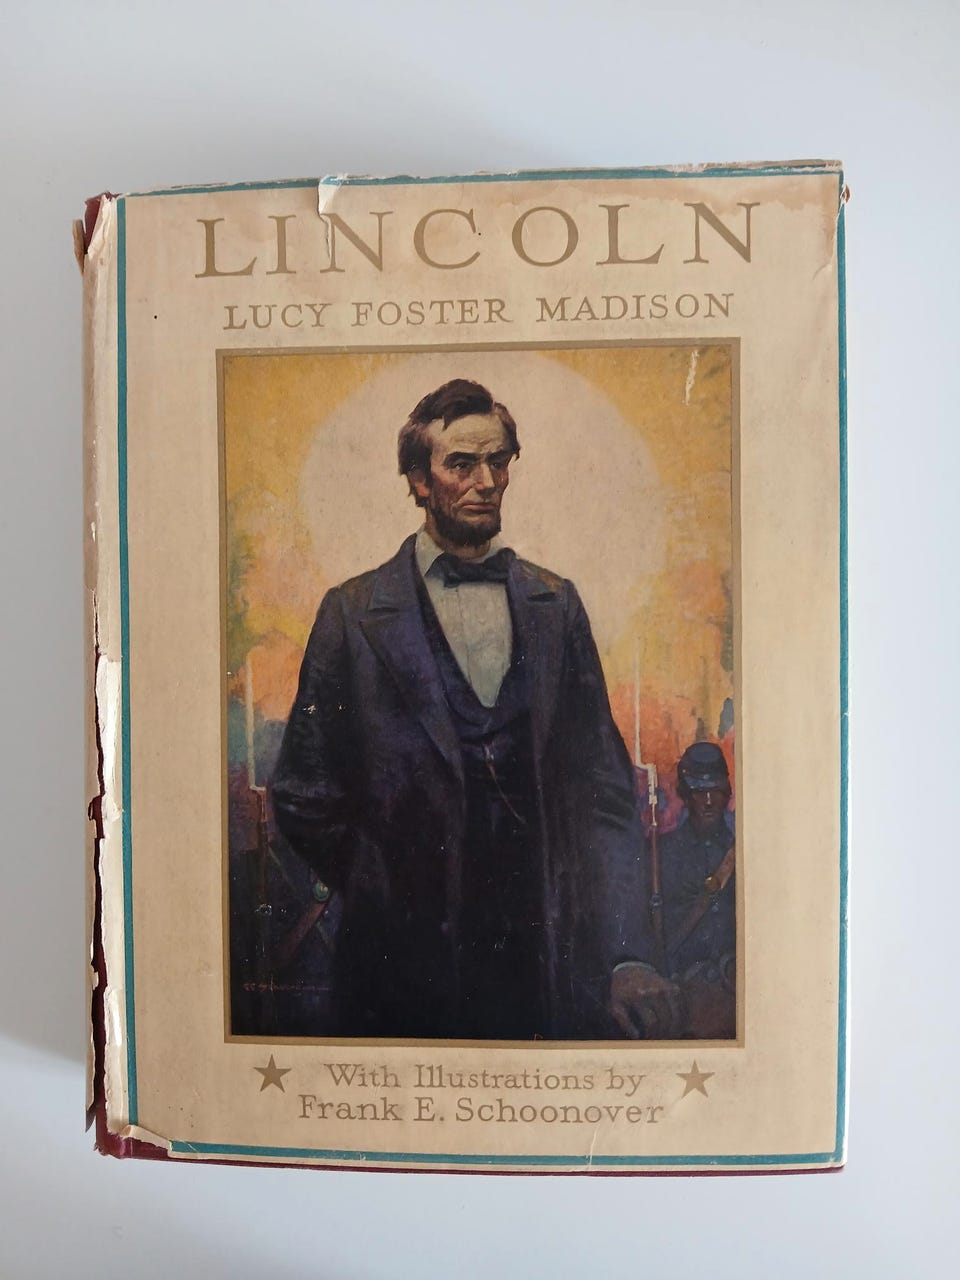 LINCOLN
LUCY FOSTER MADISON
With Illustrations by
Frank E. Schoonover